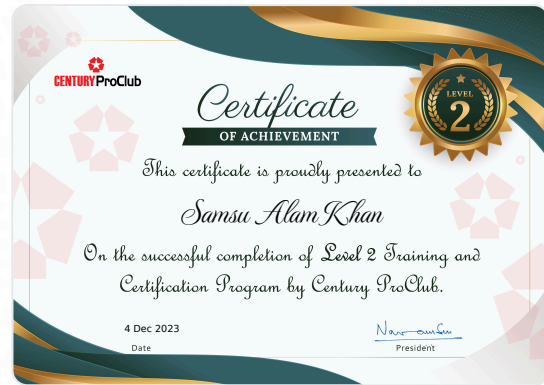 CENTURY ProClub
LEVEL
2
Certificate
OF ACHIEVEMENT
This certificate is proudly presented to
Samsu Alam Khan
On the successful completion of Level 2 Training and
Certification Program by Century ProClub.
4 Dec 2023
Date
President